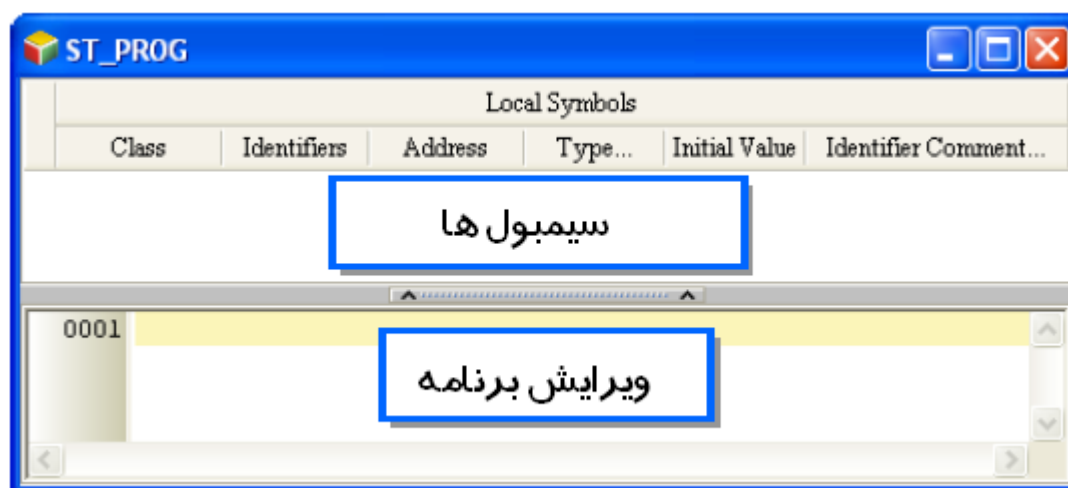 ST_PROG
Local Symbols
Class Identifiers Address Type... Initial Value Identifier Comment...
سیمبول ها
0001
ویرایش برنامه